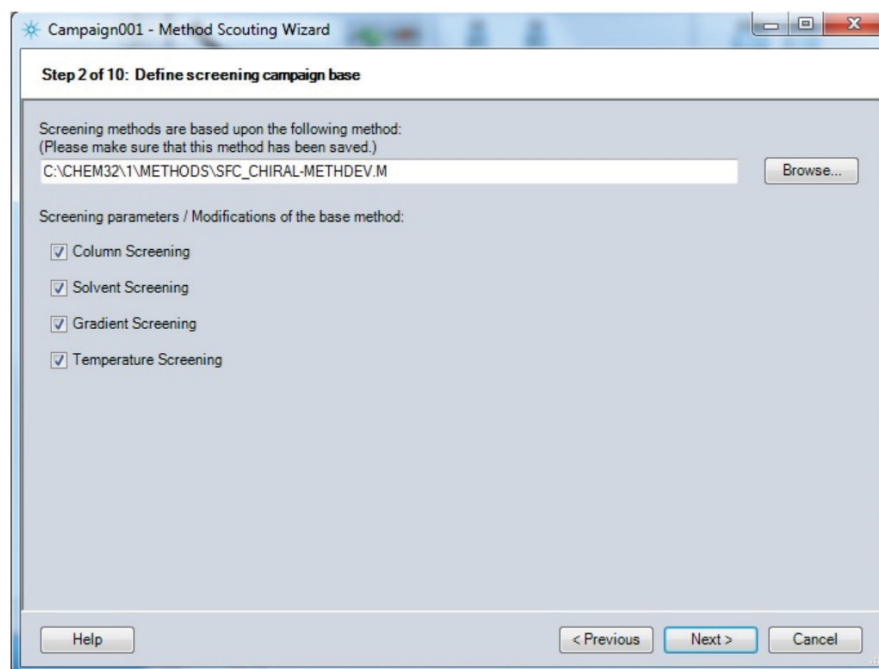 Campaign001 - Method Scouting Wizard
Step 2 of 10: Define screening campaign base
Screening methods are based upon the following method:
(Please make sure that this method has been saved.)
C:\CHEM32\1\METHODS\SFC_CHIRAL-METHDEV.M
Browse...
Screening parameters / Modifications of the base method:
Column Screening
Solvent Screening
Gradient Screening
Temperature Screening
Help
< Previous
Next >
Cancel